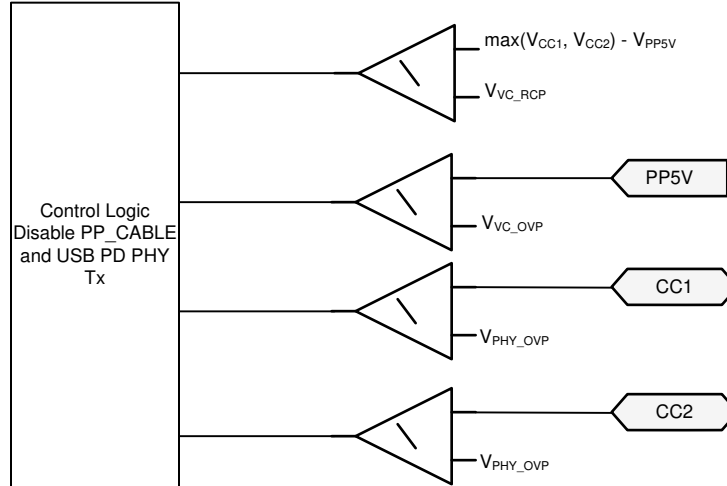 max(VCC1, VCC2) - VPP5V
VVC_RCP
PP5V
VVC_OVP
Control Logic
Disable PP_CABLE
and USB PD PHY
Tx
CC1
VPHY_OVP
CC2
VPHY_OVP